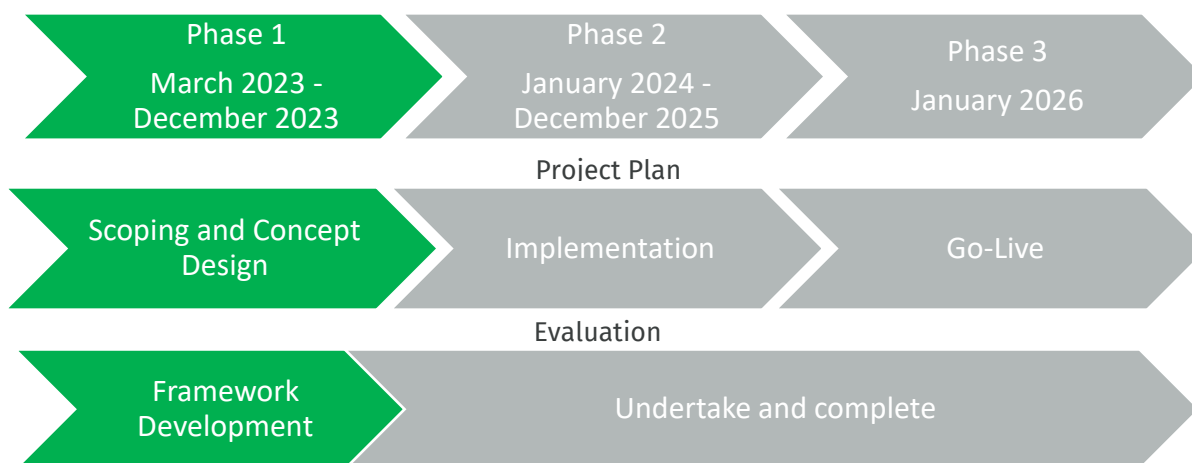 Phase 1
March 2023 -
December 2023
Phase 2
January 2024 -
December 2025
Phase 3
January 2026
Project Plan
Scoping and Concept
Design
Implementation
Go-Live
Evaluation
Framework
Development
Undertake and complete